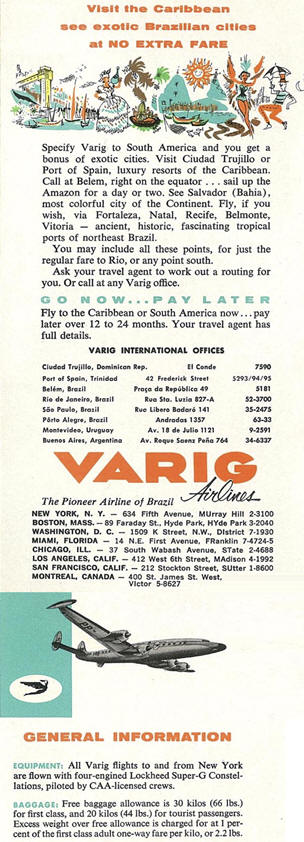 Visit the Caribbean
see exotic Brazilian cities
at NO EXTRA FARE
Specify Varig to South America and you get a
bonus of exotic cities. Visit Ciudad Trujillo or
Port of Spain, luxury resorts of the Caribbean.
Call at Belem, right on the equator . . . sail up the
Amazon for a day or two. See Salvador (Bahia),
most colorful city of the Continent. Fly, if you
wish, via Fortaleza, Natal, Recife, Belmonte,
Vitoria — ancient, historic, fascinating tropical
ports of northeast Brazil.
You may include all these points, for just the
regular fare to Rio, or any point south.
Ask your travel agent to work out a routing for
you. Or call at any Varig office.
GO NOW...PAY LATER
Fly to the Caribbean or South America now...pay
later over 12 to 24 months. Your travel agent has
full details.
VARIG INTERNATIONAL OFFICES
Ciudad Trujillo, Dominican Rep. El Conde 7590
Port of Spain, Trinidad 42 Frederick Street 5293/94/95
Belém, Brazil Praça da República 49 5181
Rio de Janeiro, Brazil Rua Sta. Luzia 827-A 52-3700
São Paulo, Brazil Rua Libero Badaró 141 35-2475
Pôrto Alegre, Brazil Andradas 1357 63-33
Montevideo, Uruguay Av. 18 de Julio 1121 9-2591
Buenos Aires, Argentina Av. Roque Saenz Peña 764 34-6337
VARIG
The Pioneer Airline of Brazil Airlines
NEW YORK, N. Y. — 634 Fifth Avenue, MUrray Hill 2-3100
BOSTON, MASS. — 89 Faraday St., Hyde Park, HYde Park 3-2040
WASHINGTON, D. C. — 1509 K Street, N.W., DIstrict 7-1930
MIAMI, FLORIDA — 14 N.E. First Avenue, FRanklin 7-4724-5
CHICAGO, ILL. — 37 South Wabash Avenue, STate 2-4688
LOS ANGELES, CALIF. — 412 West 6th Street, MAdison 4-1992
SAN FRANCISCO, CALIF. — 212 Stockton Street, SUtter 1-8600
MONTREAL, CANADA — 400 St. James St. West,
VIctor 5-8627
GENERAL INFORMATION
EQUIPMENT: All Varig flights to and from New York
are flown with four-engined Lockheed Super-G Constel-
lations, piloted by CAA-licensed crews.
BAGGAGE: Free baggage allowance is 30 kilos (66 lbs.)
for first class, and 20 kilos (44 lbs.) for tourist passengers.
Excess weight over free allowance is charged for at 1 per-
cent of the first class adult one-way fare per kilo, or 2.2 lbs.